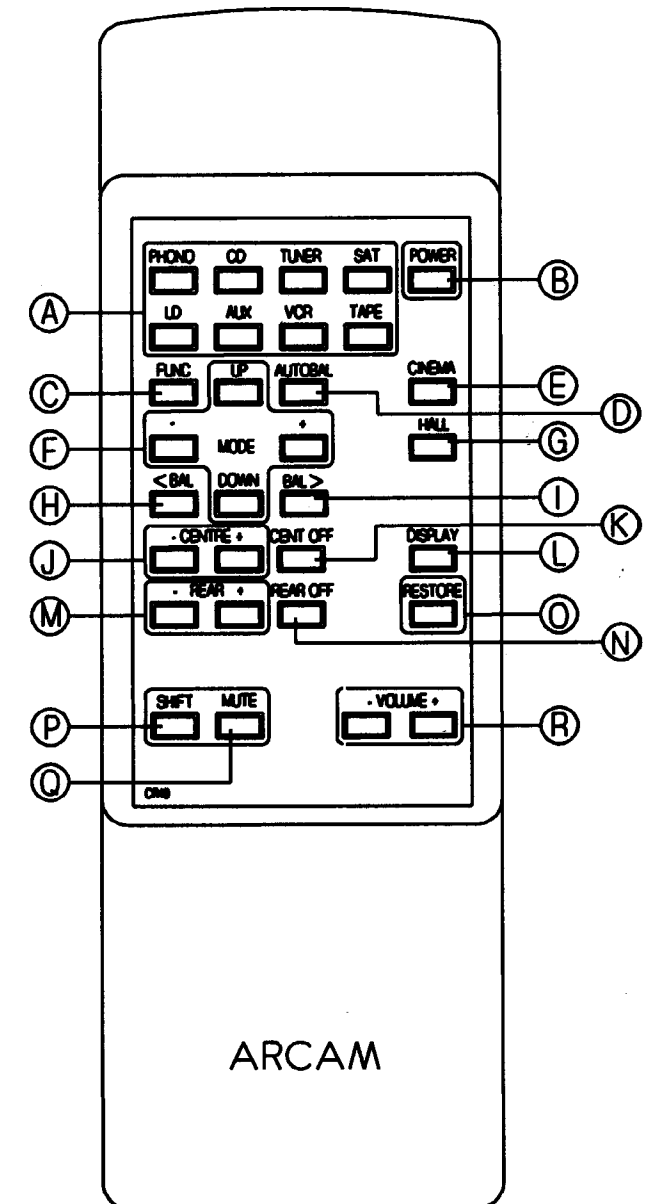 PHONO CD TUNER SAT POWER
B
A
LD AUX VCR TAPE
FUNC UP AUTOBAL CINEMA
C E
D
- + HALL
F MODE G
< BAL DOWN BAL >
H I
K
- CENTRE + CENT OFF DISPLAY
J L
- REAR + REAR OFF RESTORE
M O
N
SHIFT MUTE - VOLUME +
P R
Q
ARCAM